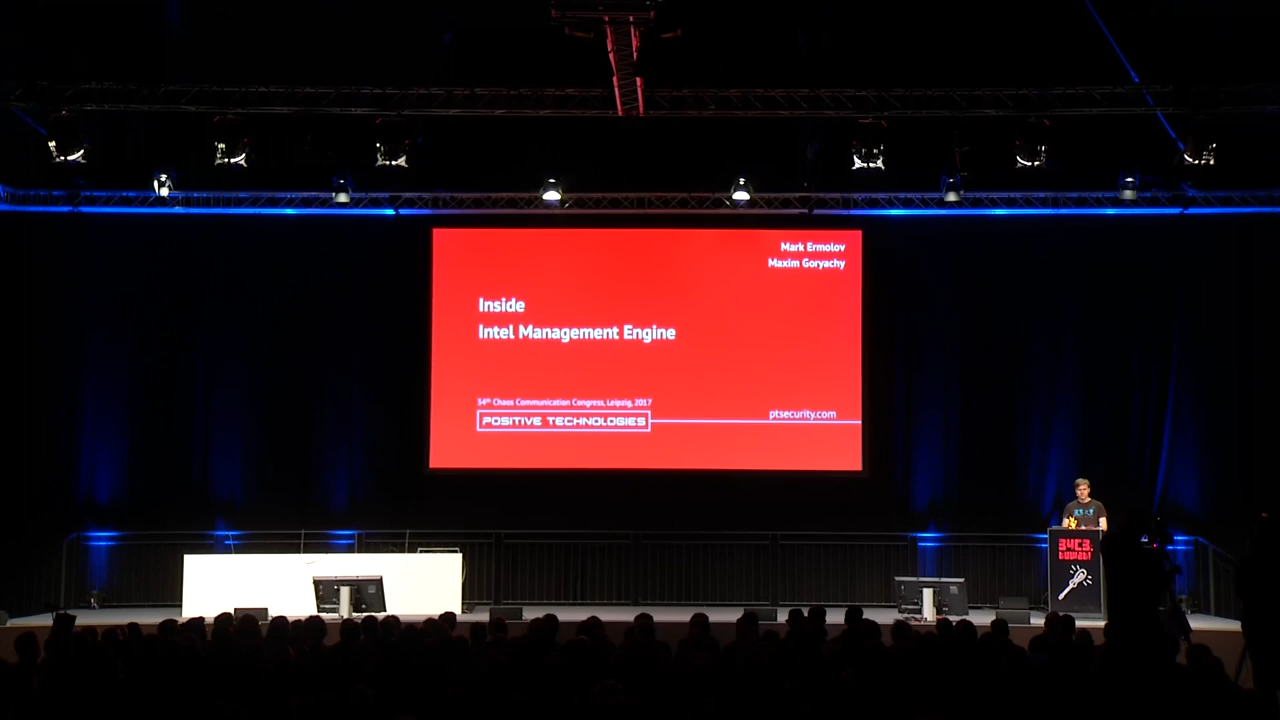 Mark Ermolov
Maxim Goryachy
Inside
Intel Management Engine
34th Chaos Communication Congress, Leipzig, 2017
POSITIVE TECHNOLOGIES
ptsecurity.com
34C3.
tuwat!